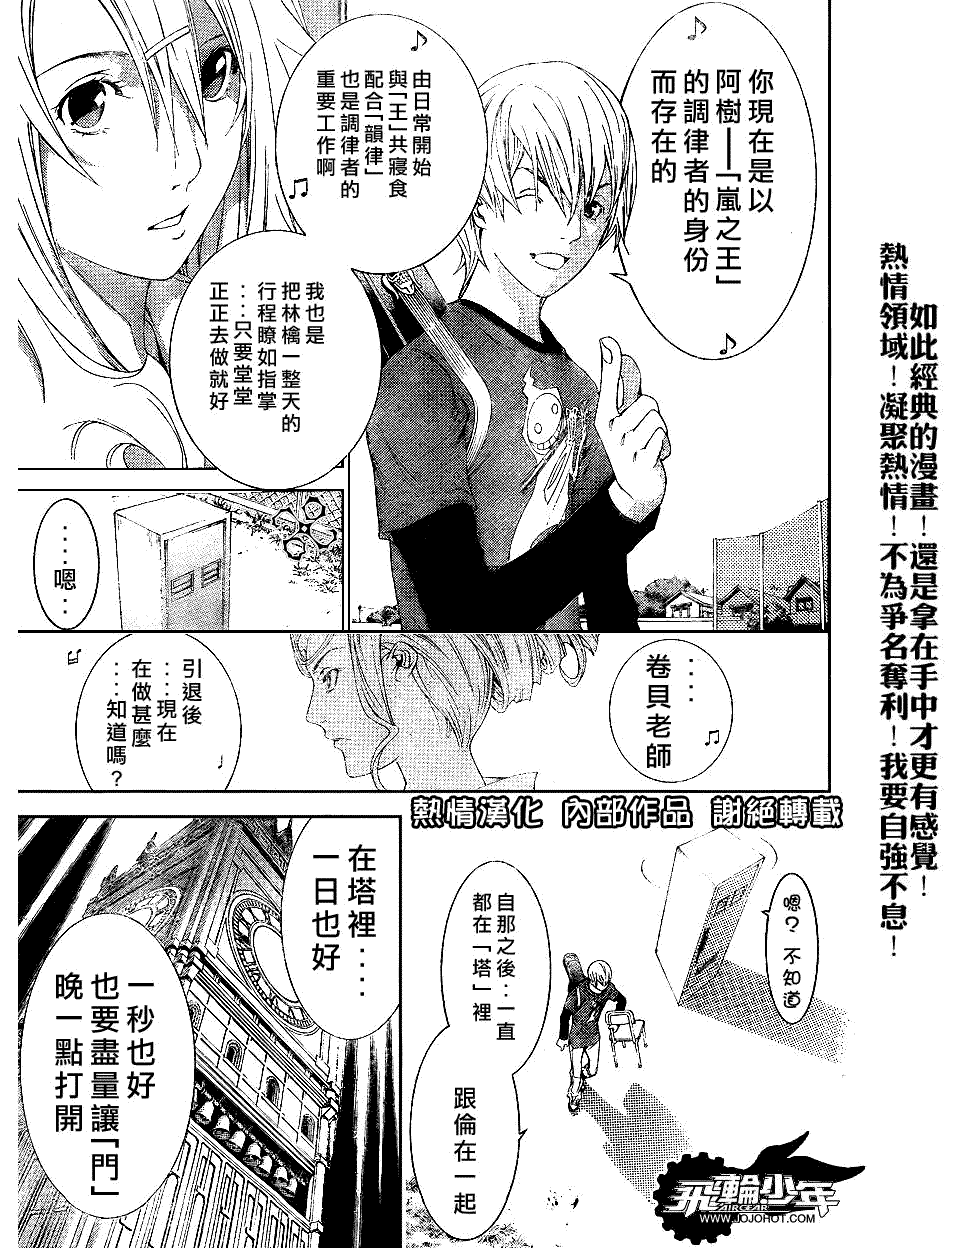 你現在是以
阿樹——「嵐之王」
的調律者的身份
而存在的
由日常開始
與「王」共寢食
配合「韻律」
也是調律者的
重要工作啊
我也是
把林檎一整天的
行程瞭如指掌
...只要堂堂
正正去做就好
....嗯..
....
卷貝老師
引退後
...現在
在做甚麼
....知道嗎？
嗯？不知道
自那之後..一直
都在「塔」裡
跟倫在一起
在塔裡....
一日也好
一秒也好
也要盡量讓「門」
晚一點打開
熱情漢化 內部作品 謝絕轉載
如此經典的漫畫！還是拿在手中才更有感覺！
熱情領域！凝聚熱情！不為爭名奪利！我要自強不息！
飛輪少年
AIRGEAR
WWW.JOJOHOT.COM